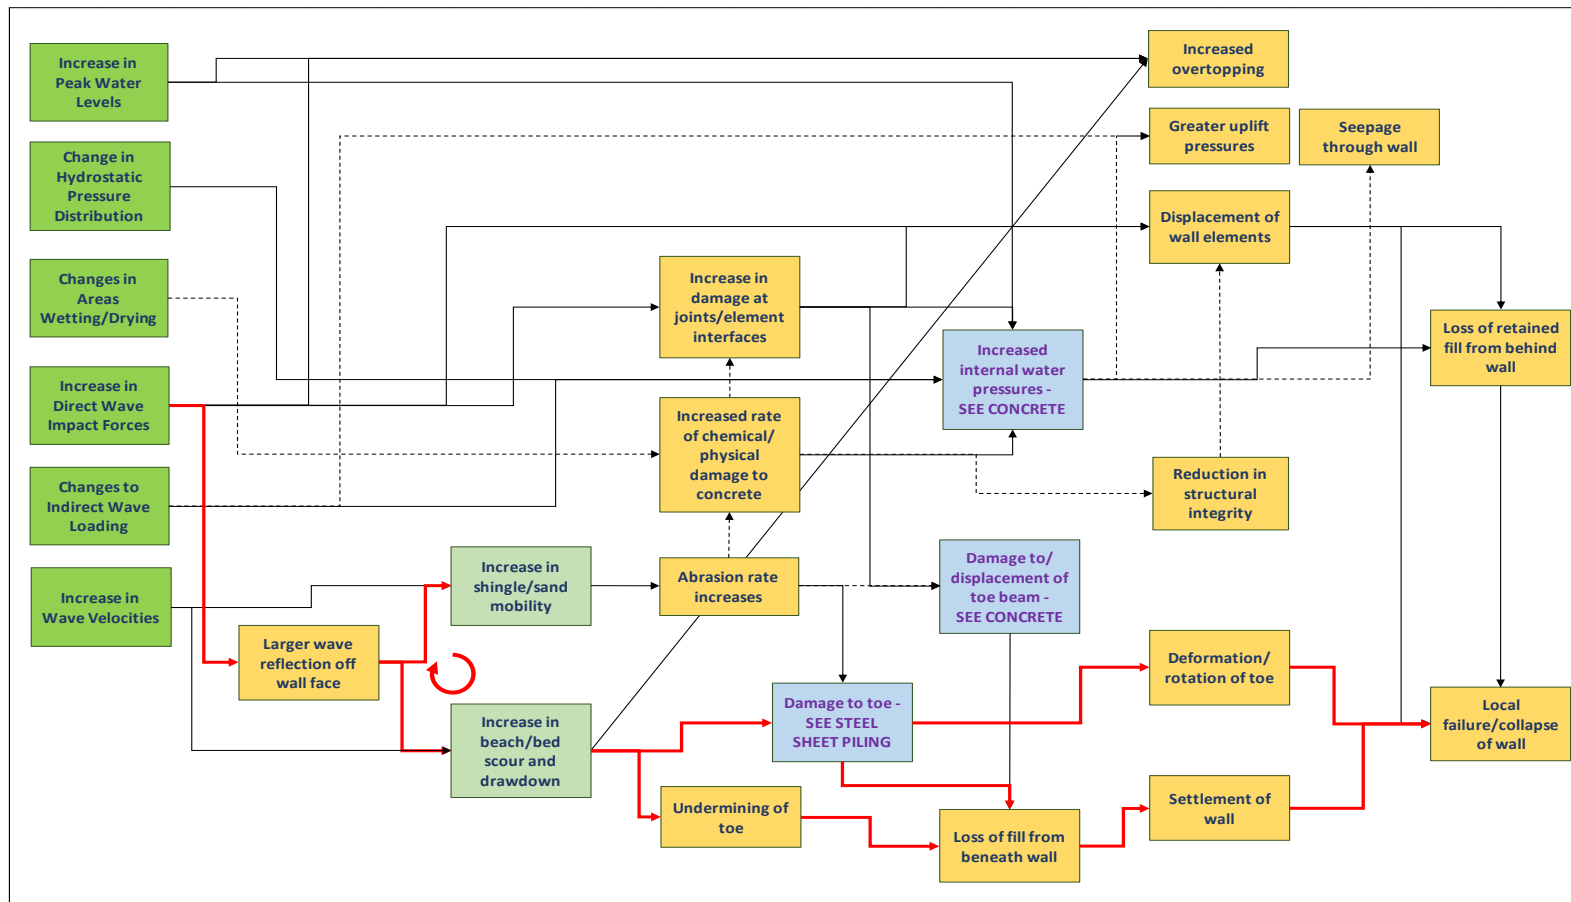 Increase in
Peak Water
Levels
Change in
Hydrostatic
Pressure
Distribution
Changes in
Areas
Wetting/Drying
Increase in
Direct Wave
Impact Forces
Changes to
Indirect Wave
Loading
Increase in
Wave Velocities
Larger wave
reflection off
wall face
Increase in
shingle/sand
mobility
Increase in
beach/bed
scour and
drawdown
Increase in
damage at
joints/element
interfaces
Increased rate
of chemical/
physical
damage to
concrete
Abrasion rate
increases
Damage to toe -
SEE STEEL
SHEET PILING
Undermining of
toe
Increased
internal water
pressures -
SEE CONCRETE
Damage to/
displacement of
toe beam -
SEE CONCRETE
Loss of fill from
beneath wall
Increased
overtopping
Greater uplift
pressures
Seepage
through wall
Displacement of
wall elements
Reduction in
structural
integrity
Deformation/
rotation of toe
Settlement of
wall
Loss of retained
fill from behind
wall
Local
failure/collapse
of wall